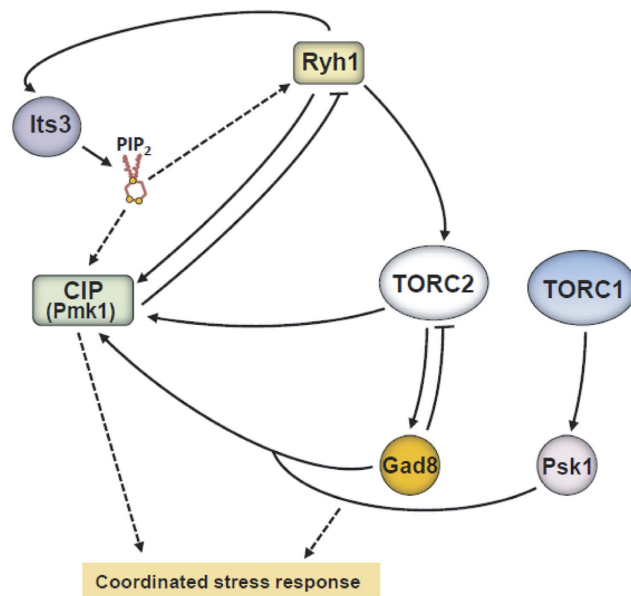 Ryh1
Its3
PIP2
CIP
(Pmk1)
TORC2
TORC1
Gad8
Psk1
Coordinated stress response